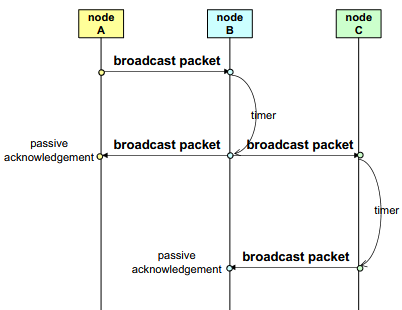 node
A
node
B
node
C
broadcast packet
timer
passive
acknowledgement
broadcast packet
broadcast packet
timer
passive
acknowledgement
broadcast packet